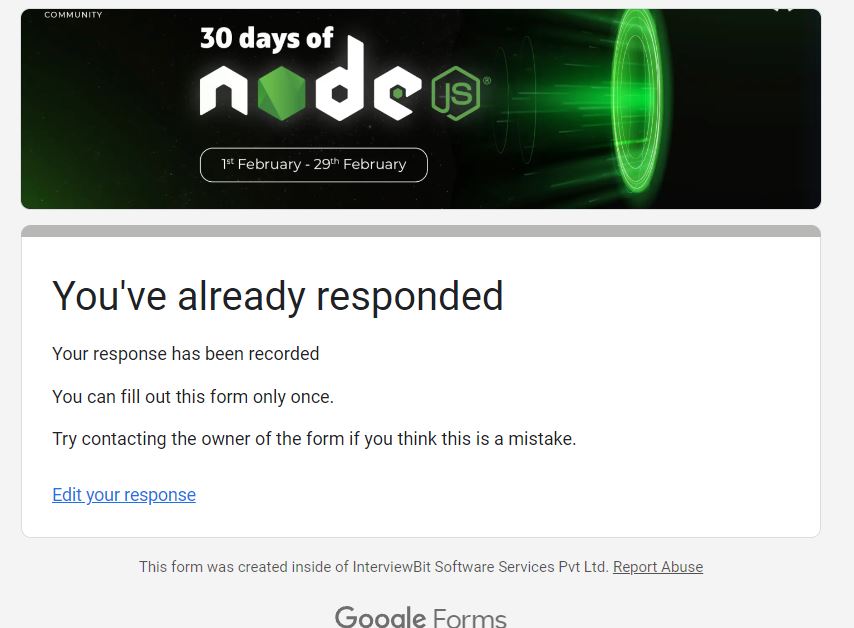 COMMUNITY
30 days of
node JS®
1st February - 29th February
You've already responded
Your response has been recorded
You can fill out this form only once.
Try contacting the owner of the form if you think this is a mistake.
Edit your response
This form was created inside of InterviewBit Software Services Pvt Ltd. Report Abuse
Google Forms